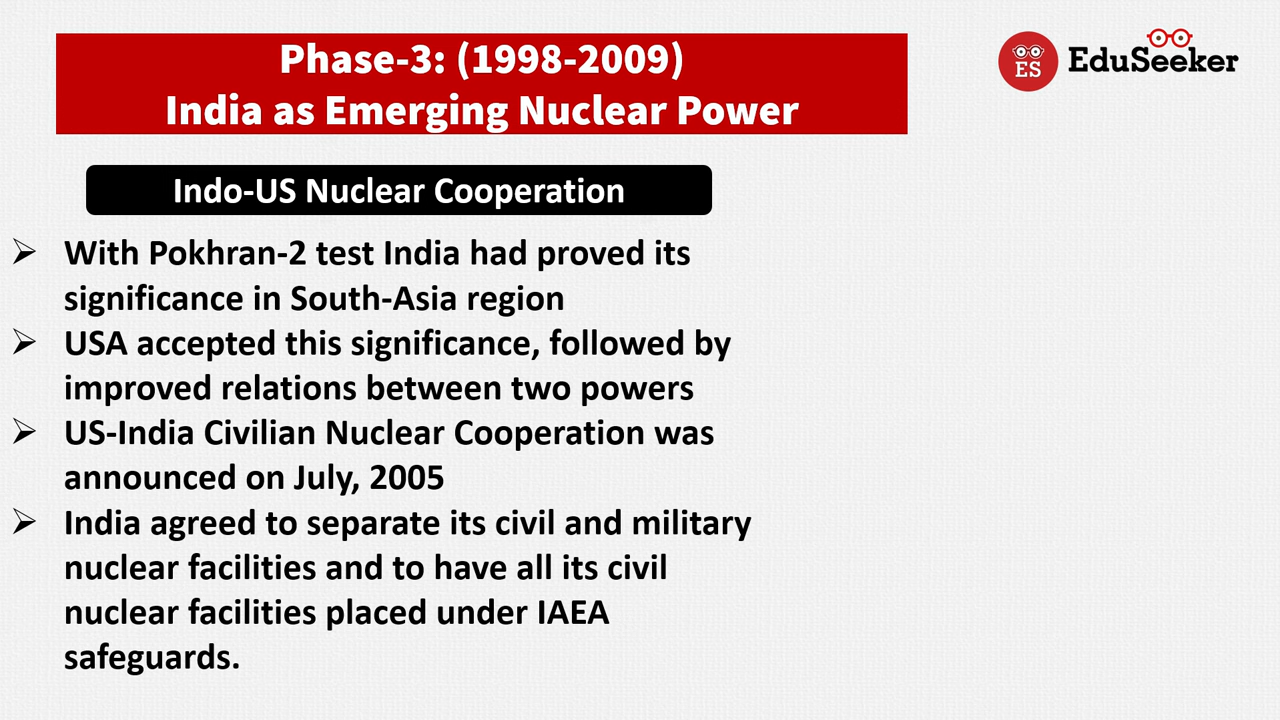 Phase-3: (1998-2009)
India as Emerging Nuclear Power
ES
EduSeeker
Indo-US Nuclear Cooperation
➢ With Pokhran-2 test India had proved its
significance in South-Asia region
➢ USA accepted this significance, followed by
improved relations between two powers
➢ US-India Civilian Nuclear Cooperation was
announced on July, 2005
➢ India agreed to separate its civil and military
nuclear facilities and to have all its civil
nuclear facilities placed under IAEA
safeguards.